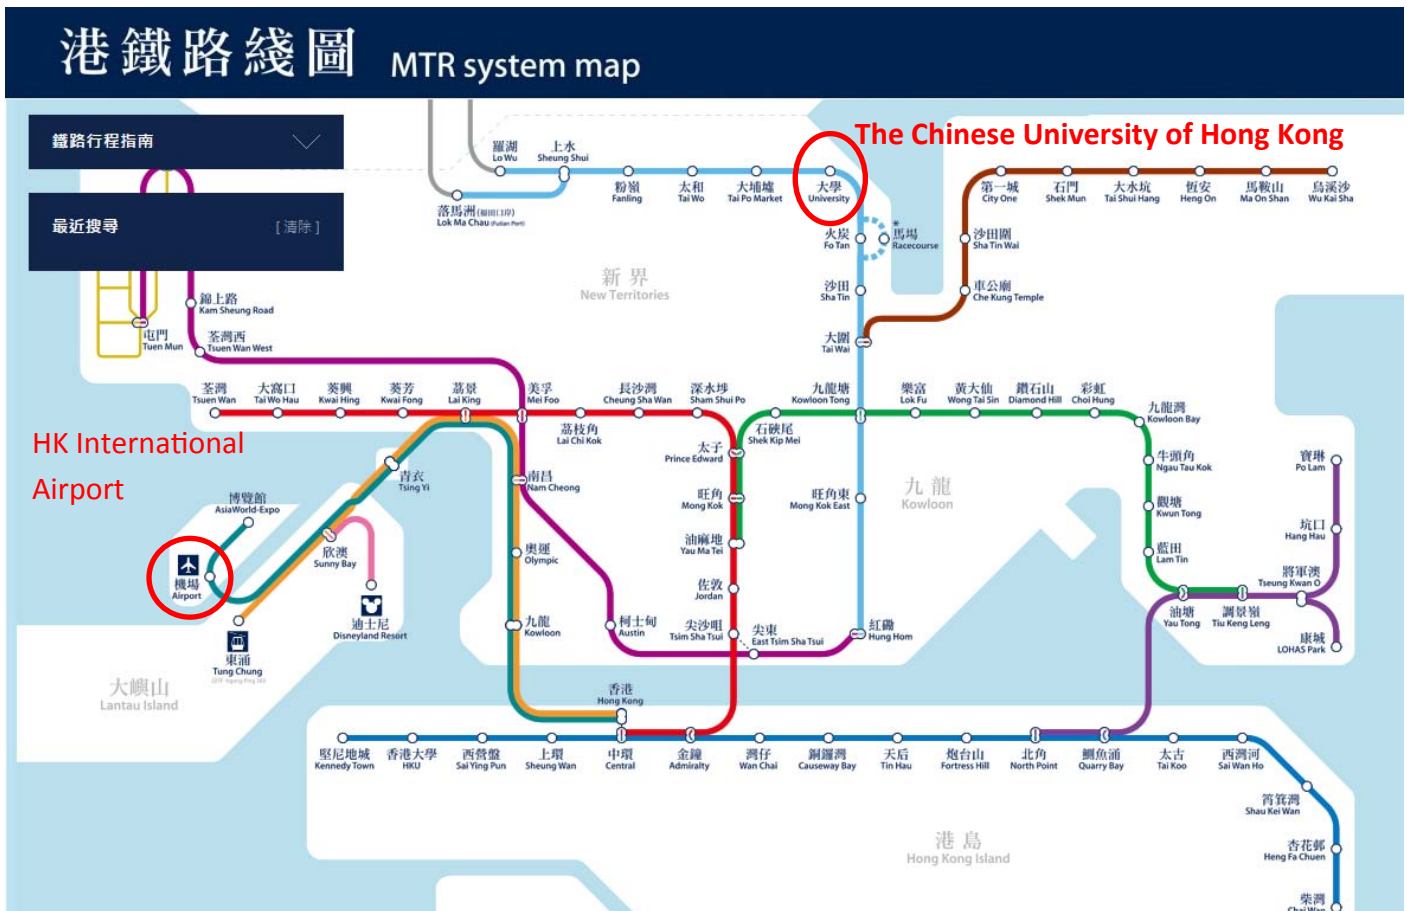 港鐵路綫圖 MTR system map
鐵路行程指南
最近搜尋 [清除]
The Chinese University of Hong Kong
羅湖
Lo Wu
上水
Sheung Shui
落馬洲(福田口岸)
Lok Ma Chau (Futian Port)
粉嶺
Fanling
太和
Tai Wo
大埔墟
Tai Po Market
大學
University
第一城
City One
石門
Shek Mun
大水坑
Tai Shui Hang
恆安
Heng On
馬鞍山
Ma On Shan
烏溪沙
Wu Kai Sha
火炭
Fo Tan
馬場
Racecourse
沙田圍
Sha Tin Wai
新界
New Territories
沙田
Sha Tin
車公廟
Che Kung Temple
錦上路
Kam Sheung Road
屯門
Tuen Mun
荃灣西
Tsuen Wan West
大圍
Tai Wai
荃灣
Tsuen Wan
大窩口
Tai Wo Hau
葵興
Kwai Hing
葵芳
Kwai Fong
荔景
Lai King
美孚
Mei Foo
長沙灣
Cheung Sha Wan
深水埗
Sham Shui Po
九龍塘
Kowloon Tong
樂富
Lok Fu
黃大仙
Wong Tai Sin
鑽石山
Diamond Hill
彩虹
Choi Hung
九龍灣
Kowloon Bay
荔枝角
Lai Chi Kok
石硤尾
Shek Kip Mei
太子
Prince Edward
HK International
Airport
青衣
Tsing Yi
南昌
Nam Cheong
牛頭角
Ngau Tau Kok
寶琳
Po Lam
博覽館
AsiaWorld-Expo
旺角
Mong Kok
旺角東
Mong Kok East
九龍
Kowloon
觀塘
Kwun Tong
坑口
Hang Hau
欣澳
Sunny Bay
奧運
Olympic
油麻地
Yau Ma Tei
藍田
Lam Tin
將軍澳
Tseung Kwan O
機場
Airport
迪士尼
Disneyland Resort
佐敦
Jordan
油塘
Yau Tong
調景嶺
Tiu Keng Leng
東涌
Tung Chung
九龍
Kowloon
柯士甸
Austin
尖沙咀
Tsim Sha Tsui
尖東
East Tsim Sha Tsui
紅磡
Hung Hom
康城
LOHAS Park
大嶼山
Lantau Island
香港
Hong Kong
堅尼地城
Kennedy Town
香港大學
HKU
西營盤
Sai Ying Pun
上環
Sheung Wan
中環
Central
金鐘
Admiralty
灣仔
Wan Chai
銅鑼灣
Causeway Bay
天后
Tin Hau
炮台山
Fortress Hill
北角
North Point
鰂魚涌
Quarry Bay
太古
Tai Koo
西灣河
Sai Wan Ho
筲箕灣
Shau Kei Wan
港島
Hong Kong Island
杏花邨
Heng Fa Chuen
柴灣
Chai Wan